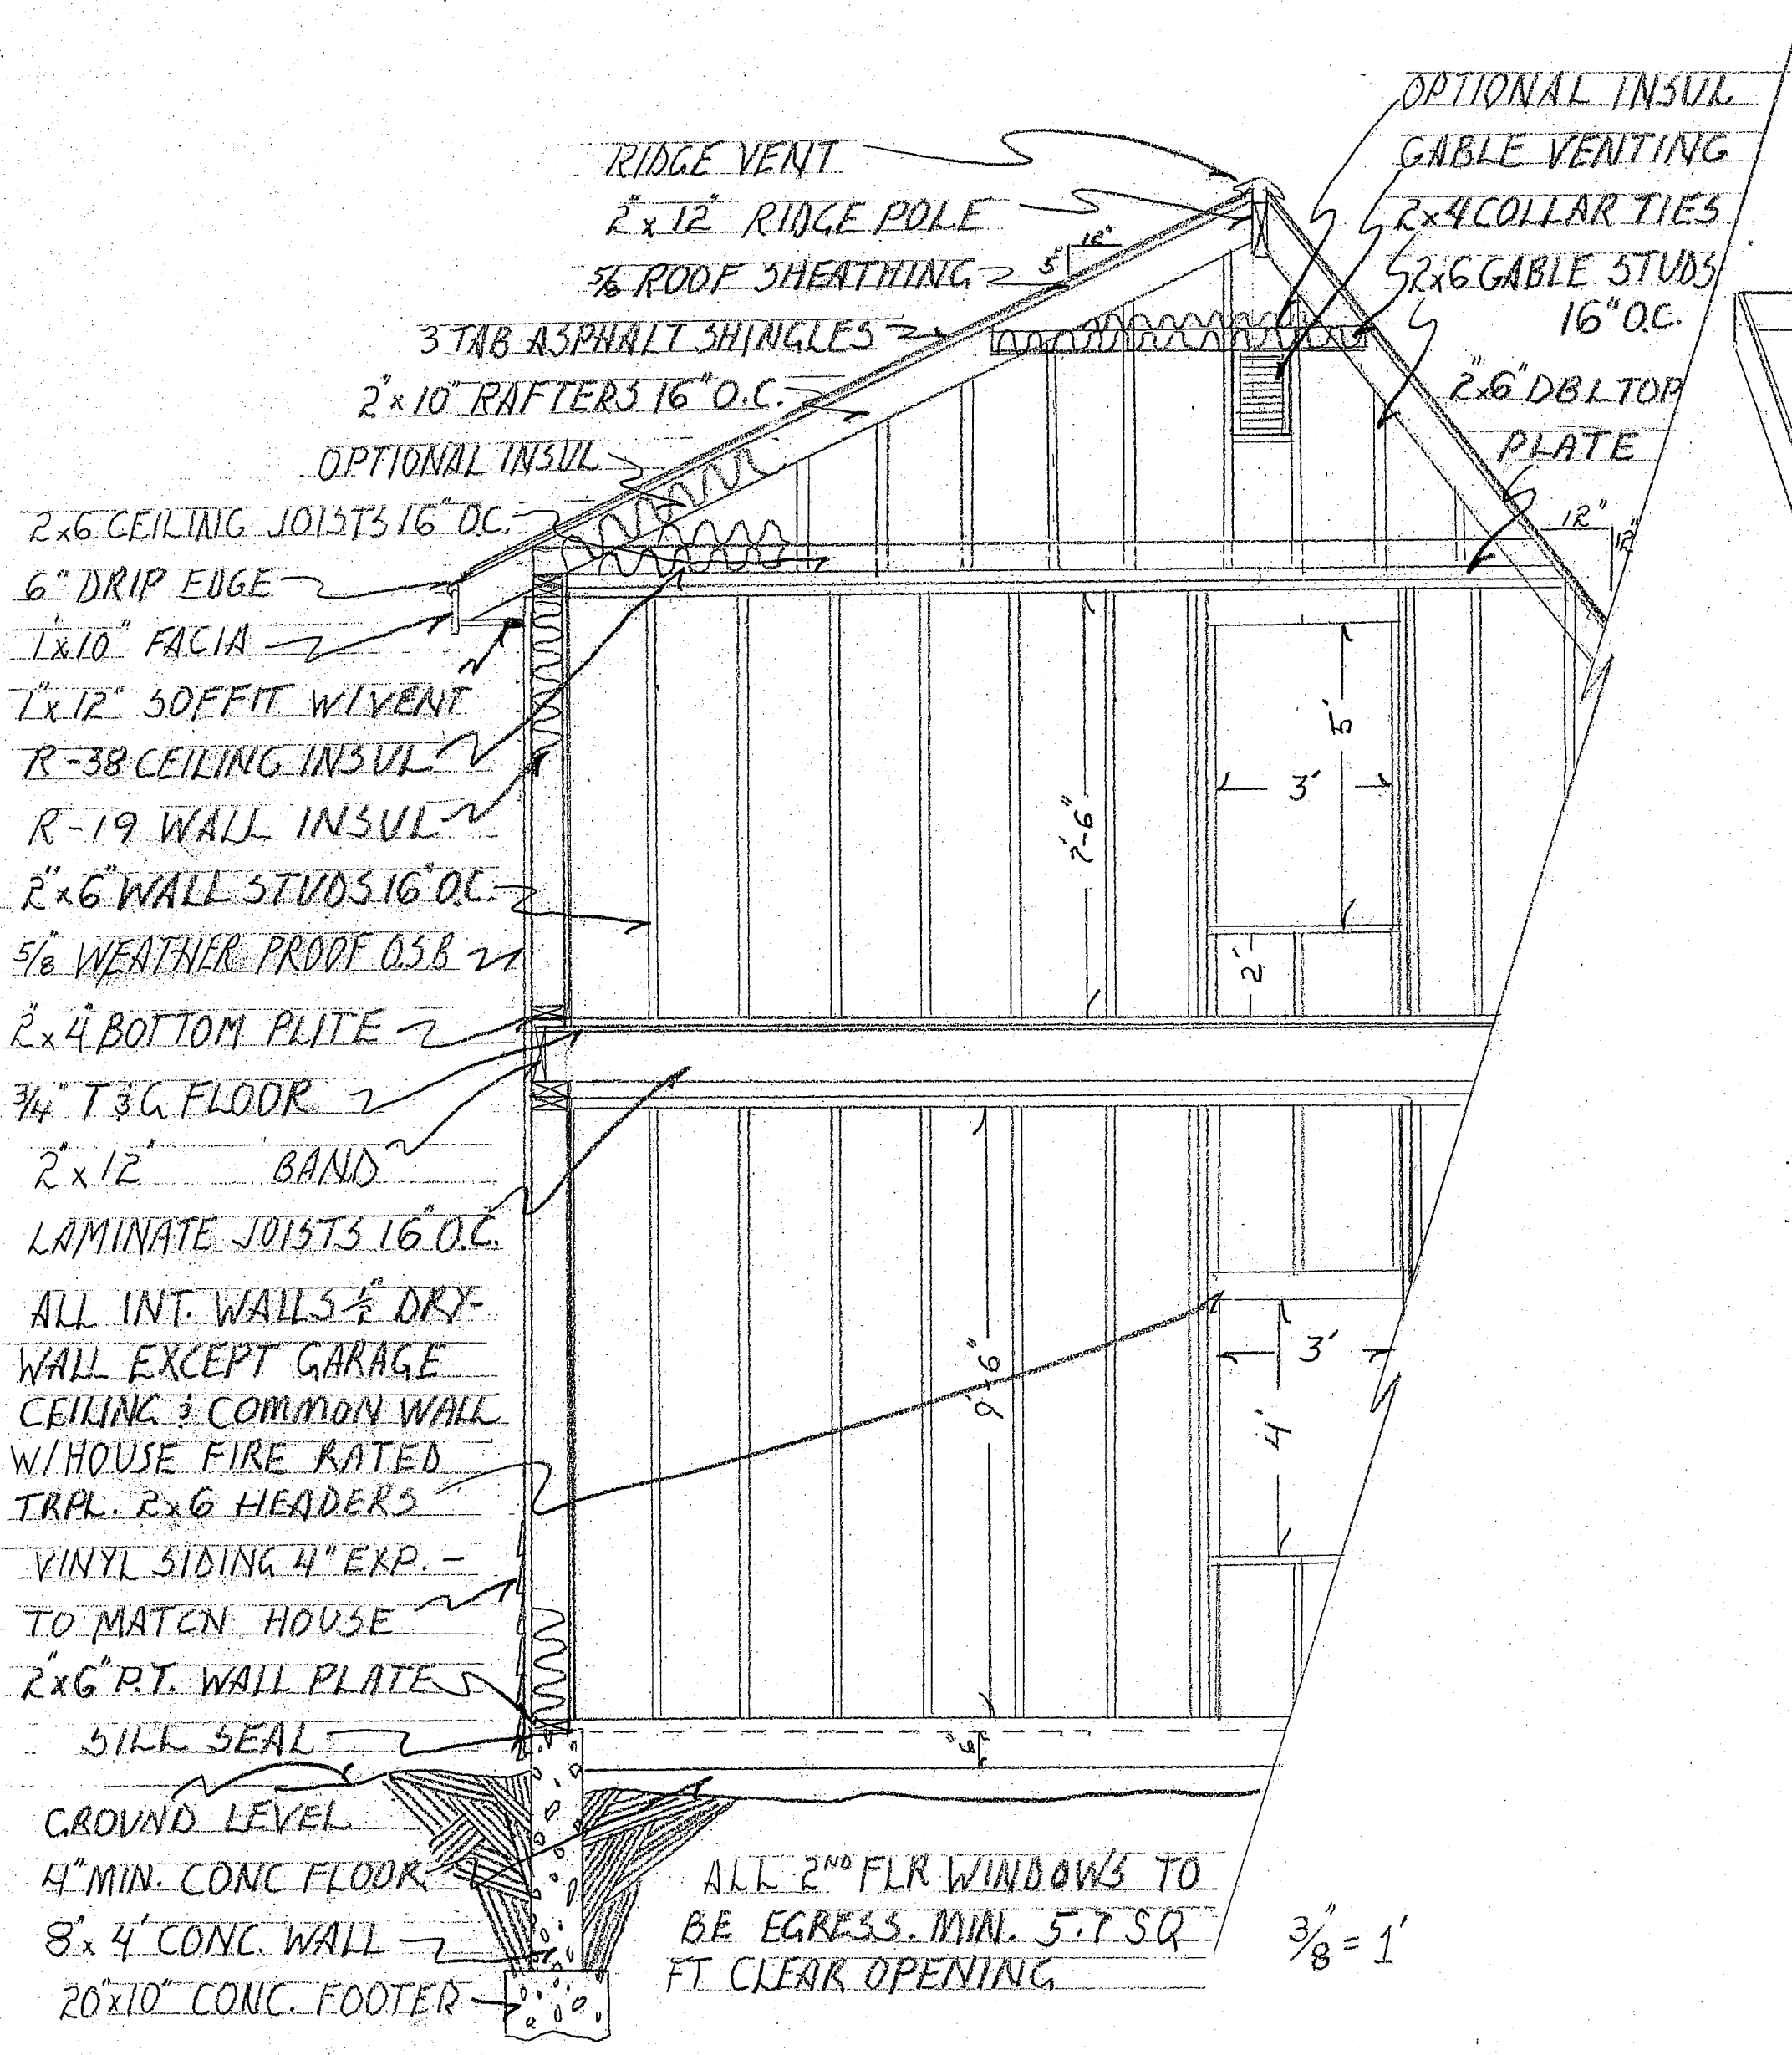 OPTIONAL INSUL.
GABLE VENTING
2x4 COLLAR TIES
2x6 GABLE STUDS
16" O.C.
2"x6" DBL TOP
PLATE
RIDGE VENT
2"x12" RIDGE POLE
5/8 ROOF SHEATHING
5" 12"
3 TAB ASPHALT SHINGLES
2"x10" RAFTERS 16" O.C.
OPTIONAL INSUL
2x6 CEILING JOISTS 16" O.C.
12"
12"
6" DRIP EDGE
1"x10" FACIA
1"x12" SOFFIT W/VENT
R-38 CEILING INSUL.
R-19 WALL INSUL
2"x6" WALL STUDS 16" O.C.
5/8" WEATHER PROOF O.S.B
2"x4" BOTTOM PLITE
3/4" T & G FLOOR
2"x12" BAND
LAMINATE JOISTS 16" O.C.
7'-6"
5'
3'
2'
ALL INT. WALLS 1/2" DRY-
WALL EXCEPT GARAGE
CEILING & COMMON WALL
W/HOUSE FIRE RATED
TRPL. 2x6 HEADERS
VINYL SIDING 4" EXP. -
TO MATCN HOUSE
2"x6" P.T. WALL PLATE
SILL SEAL
GROUND LEVEL
4" MIN. CONC FLOOR
8"x 4' CONC. WALL
20"x10" CONC. FOOTER
9'-6"
3'
4'
6"
ALL 2ND FLR WINDOWS TO
BE EGRESS. MIN. 5.7 SQ
FT CLEAR OPENING
3/8" = 1'